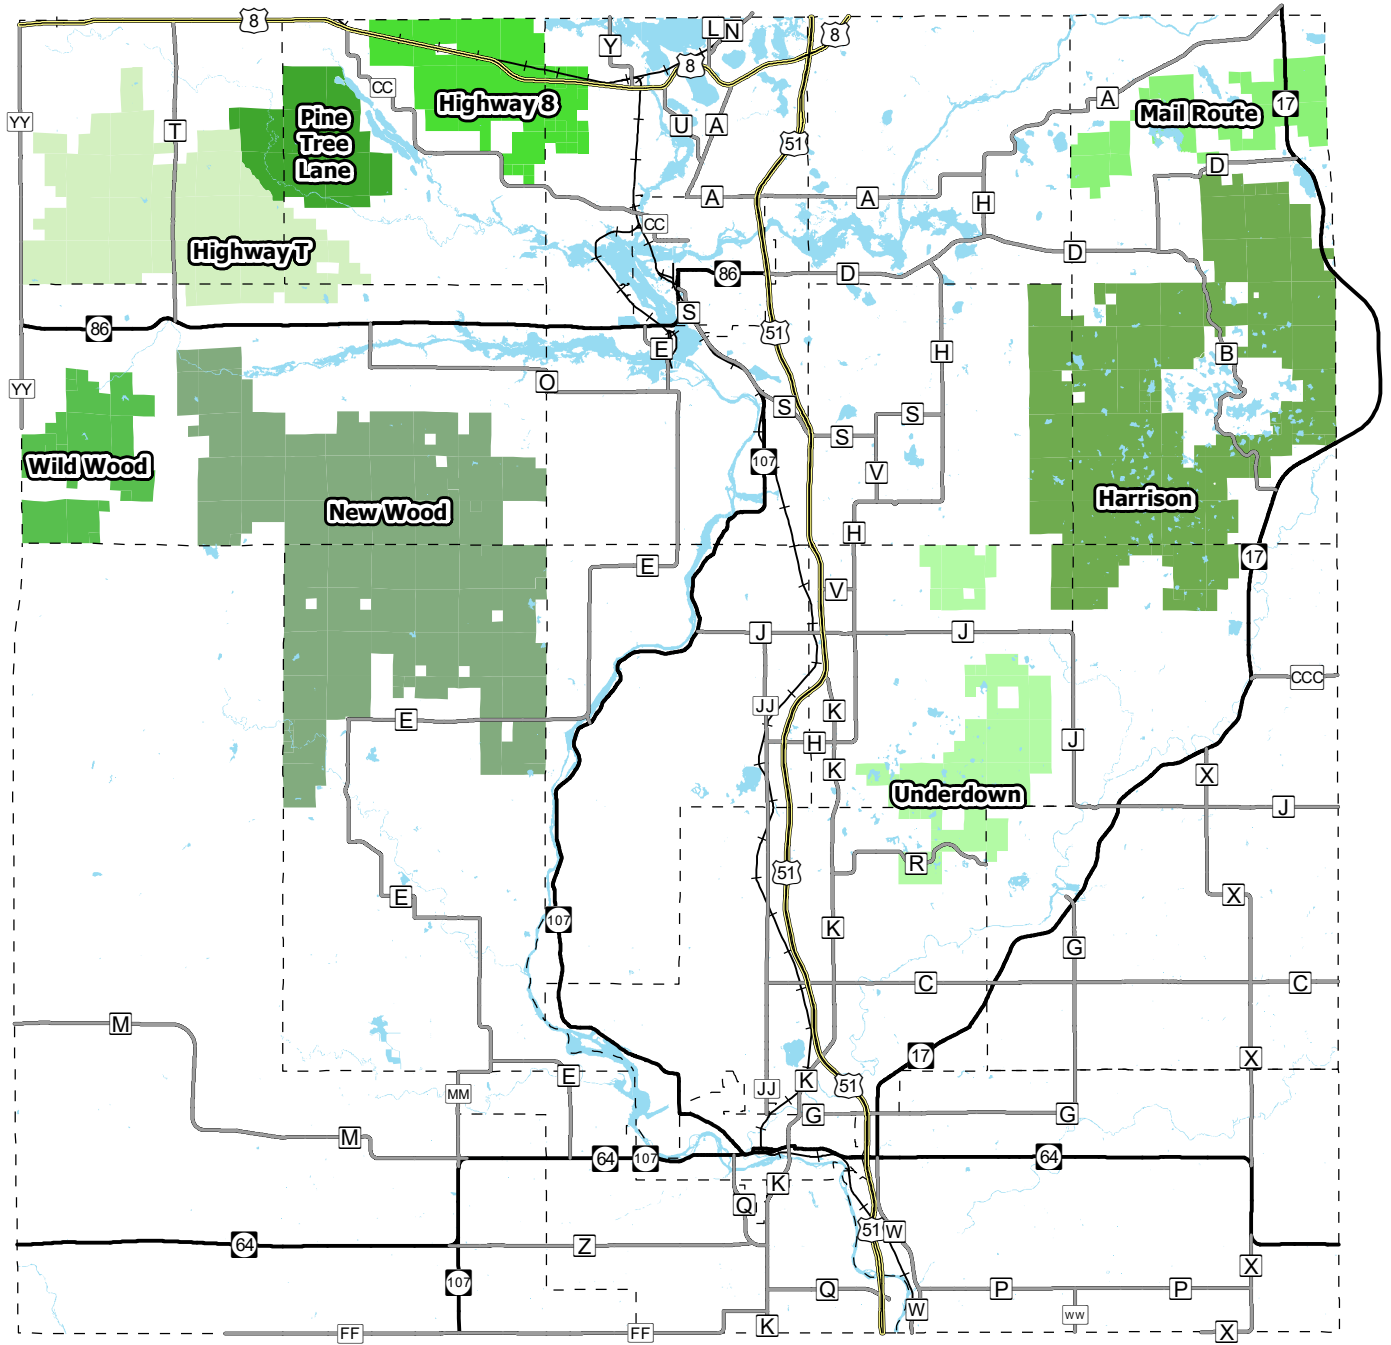 8
Y
L
N
8
8
CC
Highway 8
A
Mail Route
17
YY
T
Pine
Tree
Lane
U
A
51
D
A
A
H
CC
Highway T
D
86
D
S
86
51
E
H
B
YY
O
S
S
S
Wild Wood
107
V
New Wood
Harrison
H
E
17
V
J
J
CCC
JJ
K
E
H
J
K
X
Underdown
J
R
51
E
X
107
K
G
C
C
M
17
X
K
E
51
JJ
MM
G
G
M
64
107
64
K
Q
51
W
64
Z
X
107
Q
P
P
W
WW
K
FF
FF
X